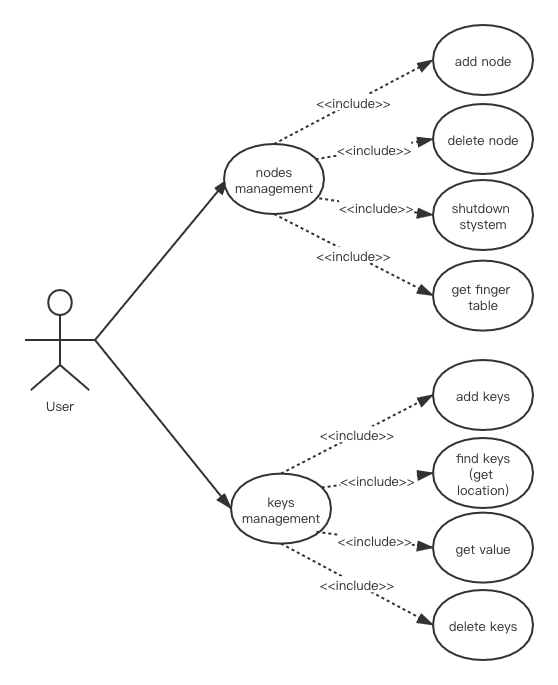 add node
<<include>>
delete node
<<include>>
nodes
management
<<include>>
shutdown
stystem
<<include>>
get finger
table
User
add keys
<<include>>
find keys
(get
location)
<<include>>
keys
management
<<include>>
get value
<<include>>
delete keys